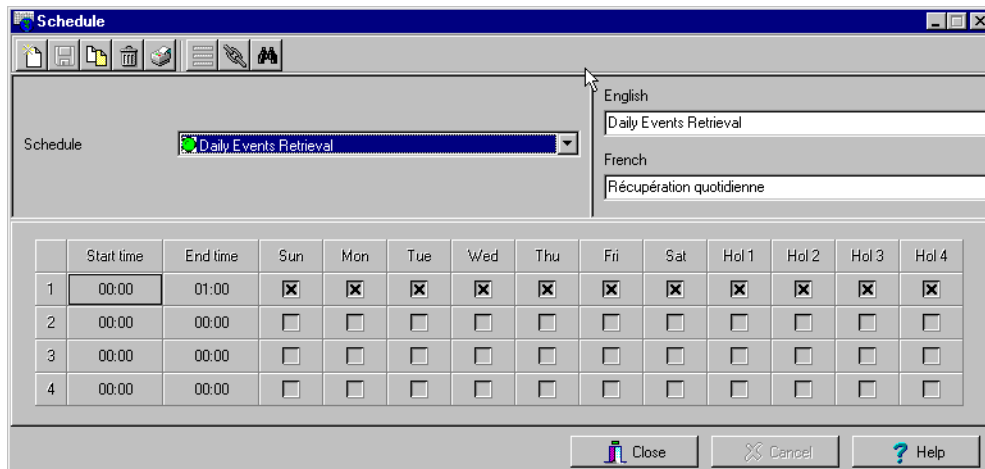 Schedule
English
Daily Events Retrieval
Schedule
Daily Events Retrieval
French
Récupération quotidienne
Start time End time Sun Mon Tue Wed Thu Fri Sat Hol 1 Hol 2 Hol 3 Hol 4
1 00:00 01:00
2 00:00 00:00
3 00:00 00:00
4 00:00 00:00
Close Cancel Help